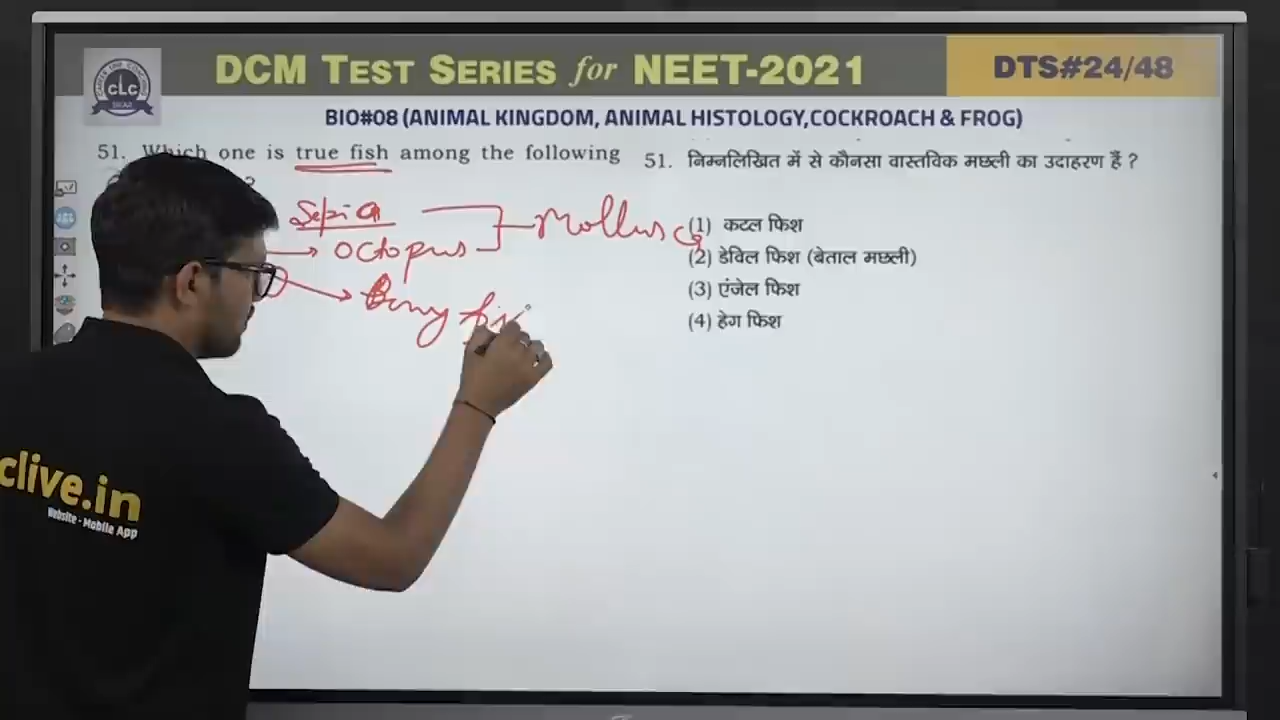 CLC
SIKAR
DCM TEST SERIES for NEET-2021
DTS#24/48
BIO#08 (ANIMAL KINGDOM, ANIMAL HISTOLOGY,COCKROACH & FROG)
51. Which one is true fish among the following
?
Sepia
Octopus
Mollusca
Bony fis
51. निम्नलिखित में से कौनसा वास्तविक मछली का उदाहरण हैं ?
(1) कटल फिश
(2) डेविल फिश (बेताल मछली)
(3) एंजेल फिश
(4) हेग फिश
clive.in
Website - Mobile App